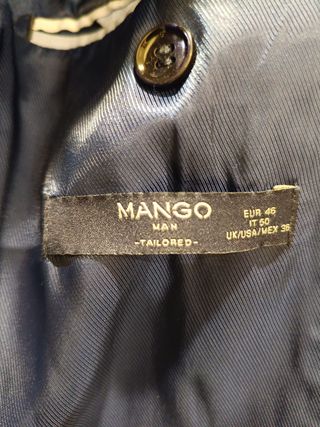 MANGO
MAN
-TAILORED-
EUR 46
IT 50
UK/USA/MEX 36